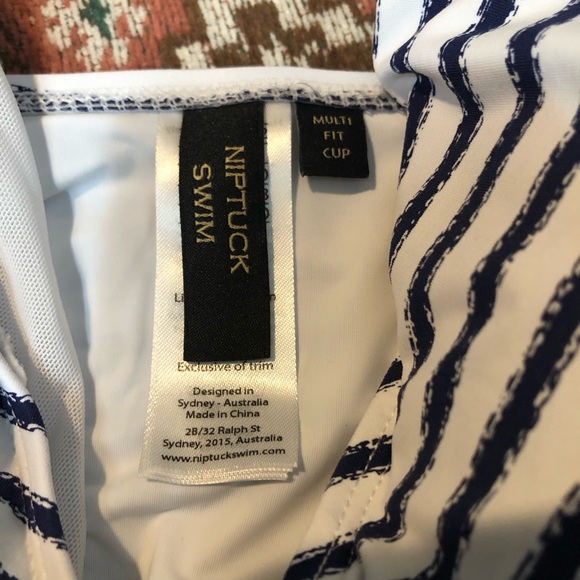 NIPTUCK
SWIM
MULTI
FIT
CUP
Exclusive of trim
Designed in
Sydney - Australia
Made in China
2B/32 Ralph St
Sydney, 2015, Australia
www.niptuckswim.com